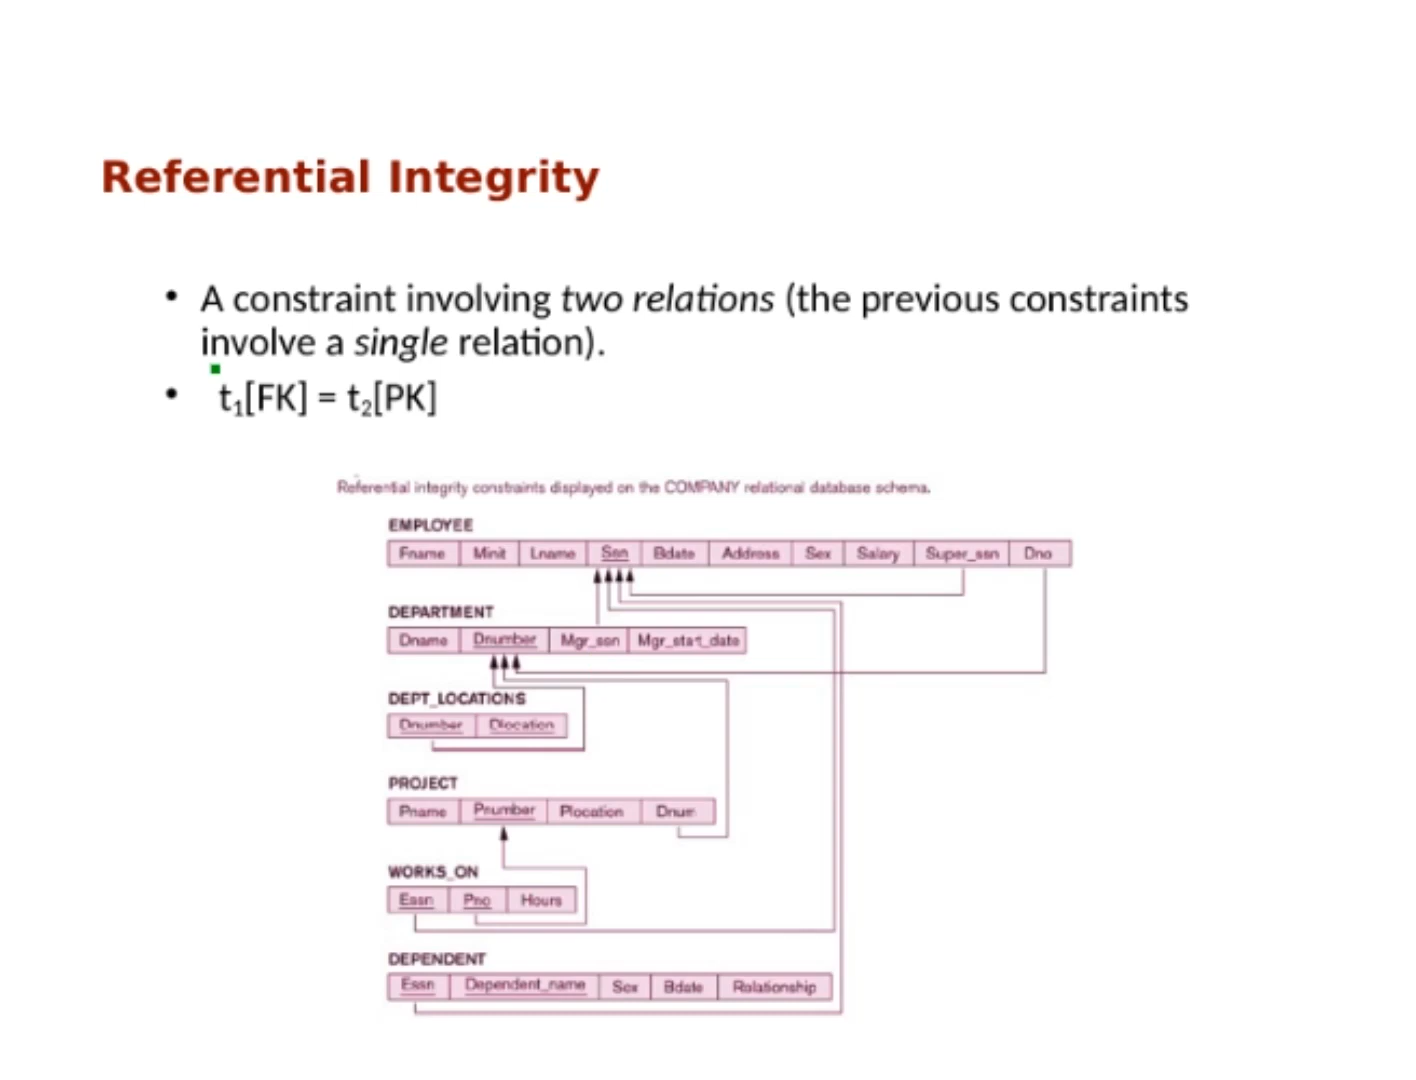 Referential Integrity
• A constraint involving two relations (the previous constraints
involve a single relation).
• t₁[FK] = t₂[PK]
Referential integrity constraints displayed on the COMPANY relational database schema.
EMPLOYEE
Fname Minit Lname Ssn Bdate Address Sex Salary Super_ssn Dno
DEPARTMENT
Dname Dnumber Mgr_ssn Mgr_start_date
DEPT_LOCATIONS
Dnumber Dlocation
PROJECT
Pname Pnumber Plocation Dnum
WORKS_ON
Essn Pno Hours
DEPENDENT
Essn Dependent_name Sex Bdate Relationship